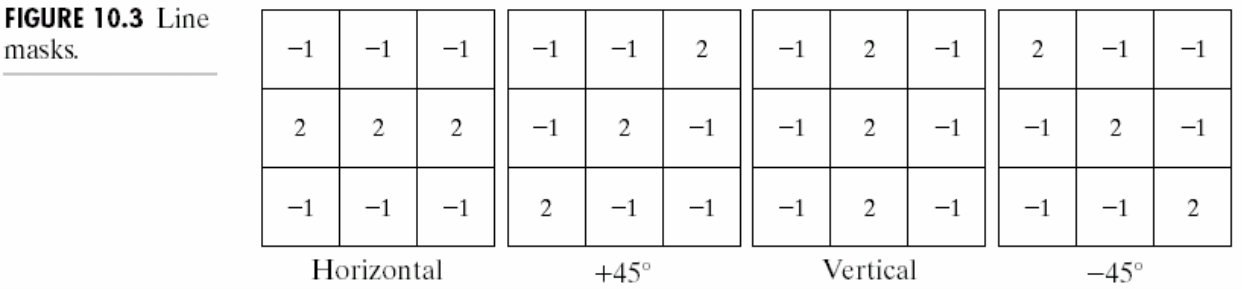 FIGURE 10.3 Line
masks.
−1 −1 −1 −1 −1 2 −1 2 −1 2 −1 −1
2 2 2 −1 2 −1 −1 2 −1 −1 2 −1
−1 −1 −1 2 −1 −1 −1 2 −1 −1 −1 2
Horizontal +45° Vertical −45°